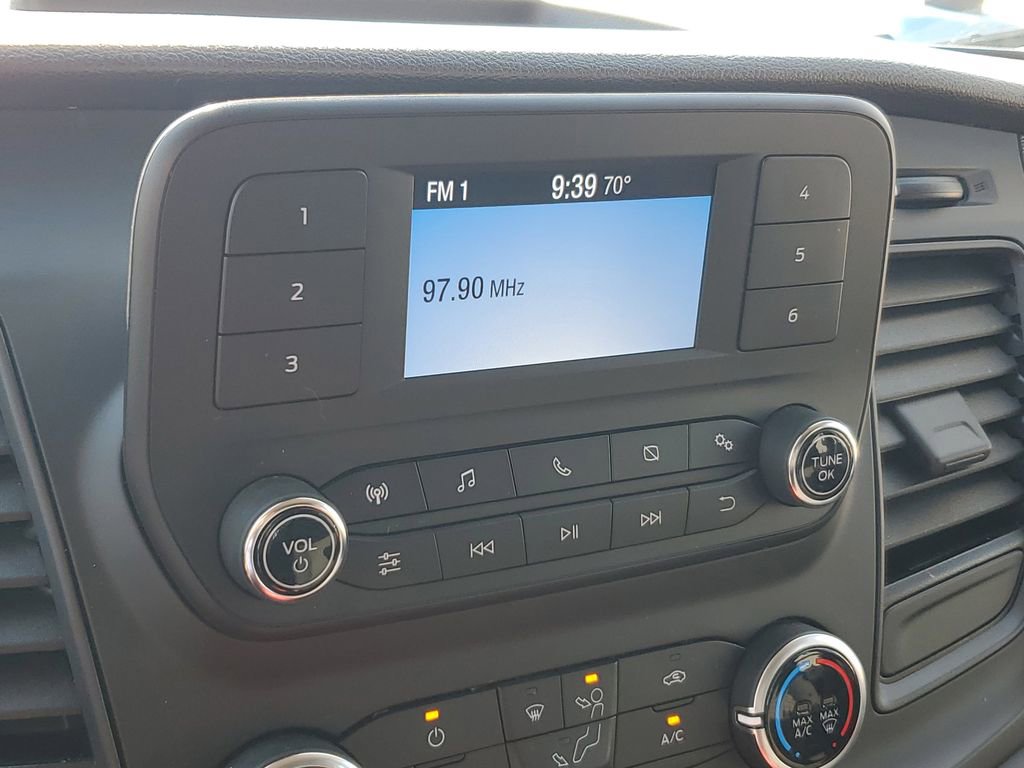 FM 1 9:39 70°
97.90 MHz
1
2
3
4
5
6
VOL
TUNE
OK
A/C
MAX
A/C
MAX